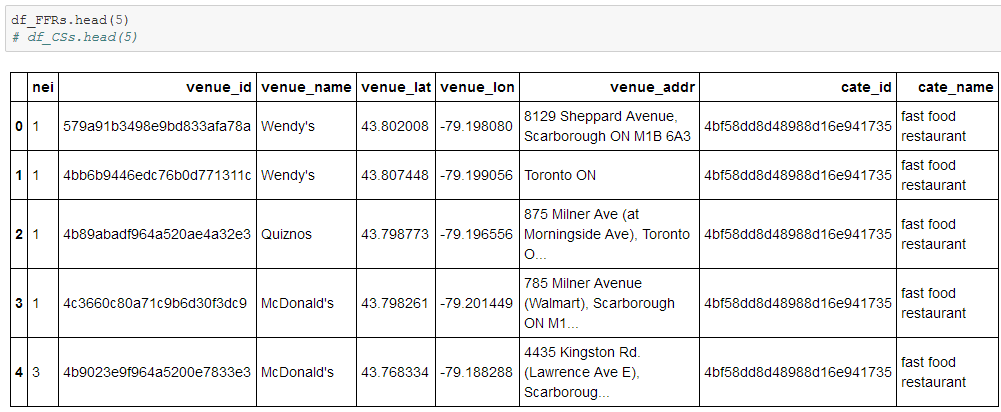 df_FFRs.head(5)
# df_CSs.head(5)
nei venue_id venue_name venue_lat venue_lon venue_addr cate_id cate_name
0 1 579a91b3498e9bd833afa78a Wendy's 43.802008 -79.198080 8129 Sheppard Avenue, Scarborough ON M1B 6A3 4bf58dd8d48988d16e941735 fast food restaurant
1 1 4bb6b9446edc76b0d771311c Wendy's 43.807448 -79.199056 Toronto ON 4bf58dd8d48988d16e941735 fast food restaurant
2 1 4b89abadf964a520ae4a32e3 Quiznos 43.798773 -79.196556 875 Milner Ave (at Morningside Ave), Toronto O... 4bf58dd8d48988d16e941735 fast food restaurant
3 1 4c3660c80a71c9b6d30f3dc9 McDonald's 43.798261 -79.201449 785 Milner Avenue (Walmart), Scarborough ON M1... 4bf58dd8d48988d16e941735 fast food restaurant
4 3 4b9023e9f964a5200e7833e3 McDonald's 43.768334 -79.188288 4435 Kingston Rd. (Lawrence Ave E), Scarboroug... 4bf58dd8d48988d16e941735 fast food restaurant